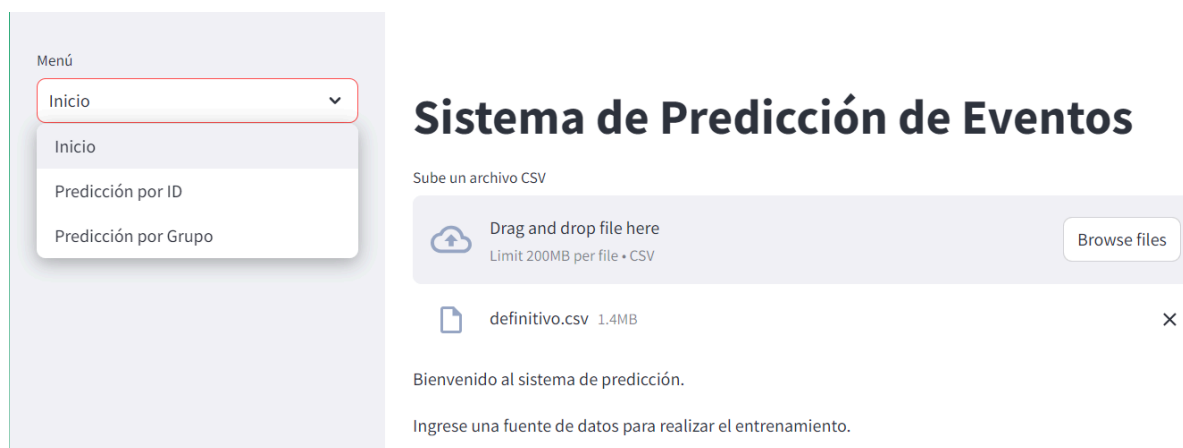 Menú
Inicio
Inicio
Predicción por ID
Predicción por Grupo
Sistema de Predicción de Eventos
Sube un archivo CSV
Drag and drop file here
Limit 200MB per file • CSV
Browse files
definitivo.csv 1.4MB
Bienvenido al sistema de predicción.
Ingrese una fuente de datos para realizar el entrenamiento.